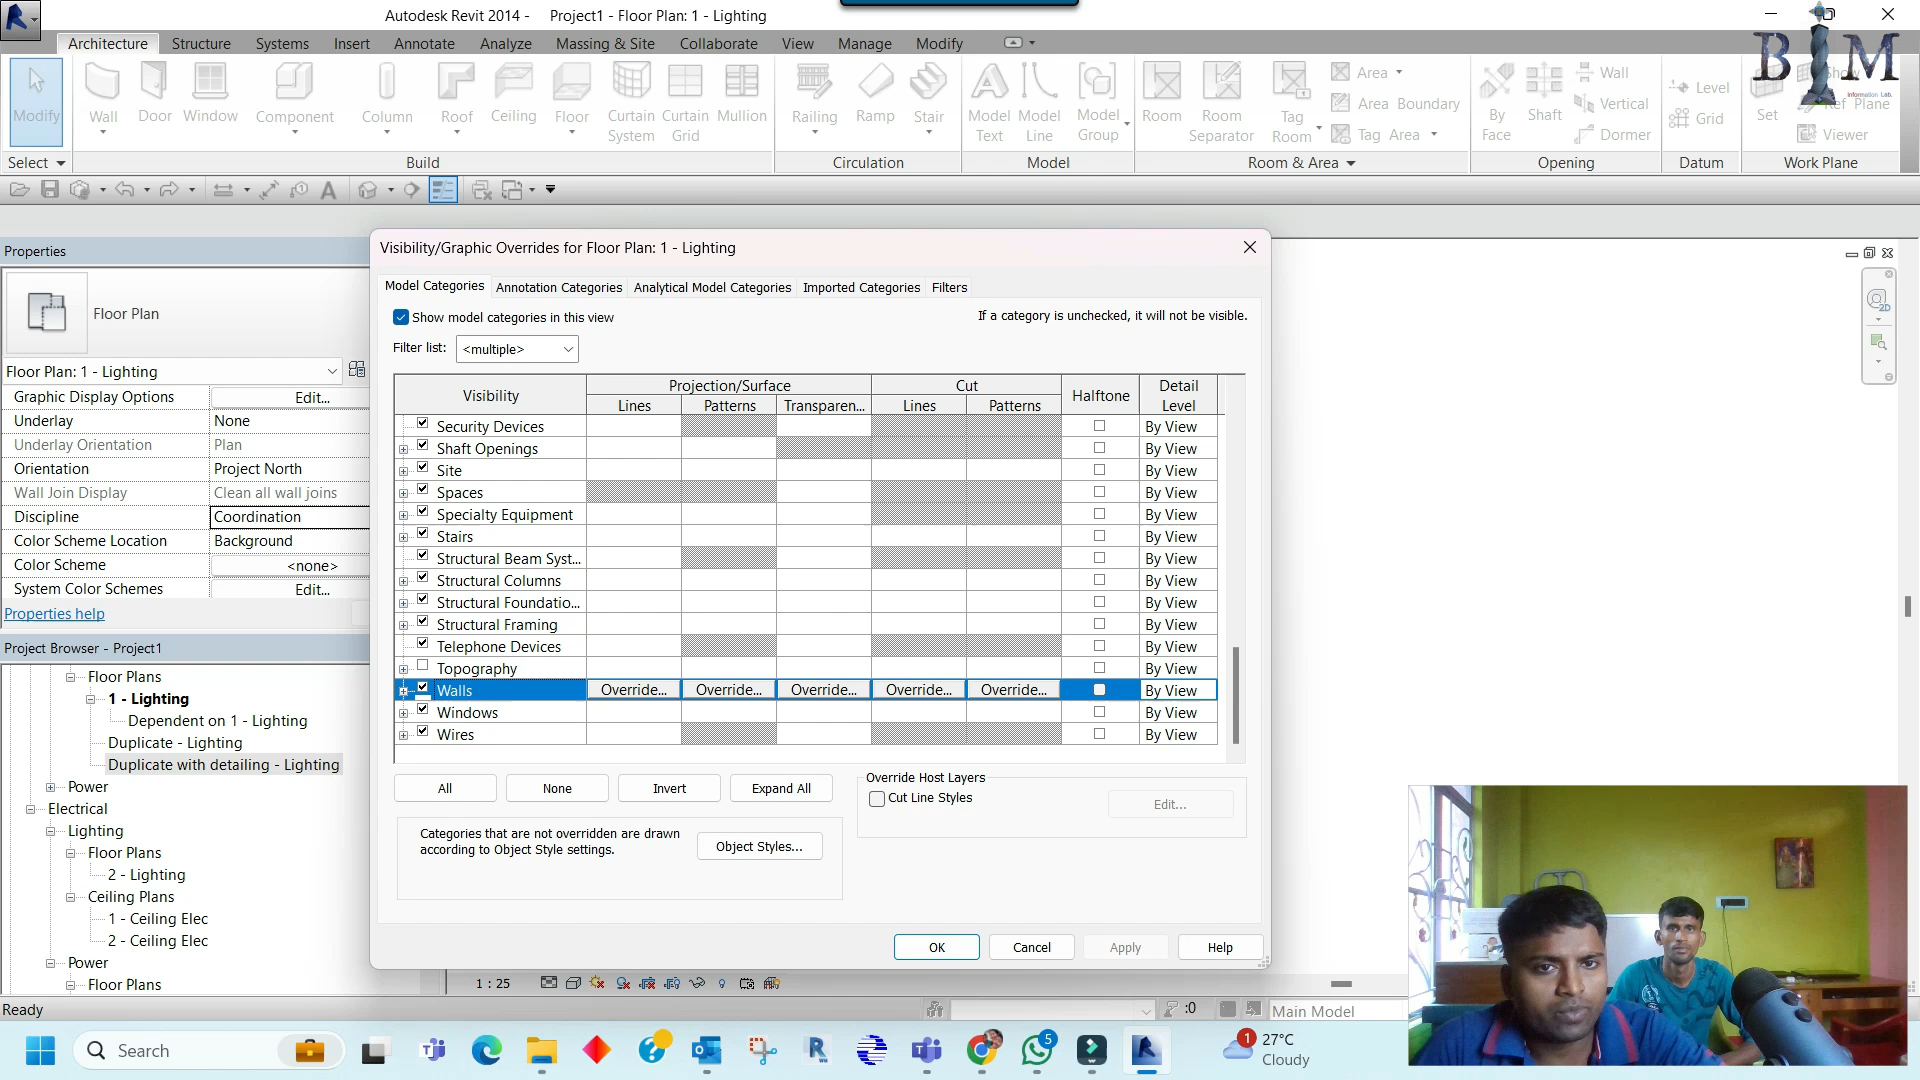 Autodesk Revit 2014 - Project1 - Floor Plan: 1 - Lighting
Architecture Structure Systems Insert Annotate Analyze Massing & Site Collaborate View Manage Modify
Modify Wall Door Window Component Column Roof Ceiling Floor Curtain System Curtain Grid Mullion Railing Ramp Stair Model Text Model Line Model Group Room Room Separator Tag Room
Area
Area Boundary
Tag Area
By Face Shaft
Wall
Vertical
Dormer
Level
Grid
Set
Show
Ref Plane
Viewer
BIM
Information Lab.
Select Build Circulation Model Room & Area Opening Datum Work Plane
Properties
Floor Plan
Floor Plan: 1 - Lighting
Graphic Display Options Edit...
Underlay None
Underlay Orientation Plan
Orientation Project North
Wall Join Display Clean all wall joins
Discipline Coordination
Color Scheme Location Background
Color Scheme <none>
System Color Schemes Edit...
Properties help
Project Browser - Project1
Floor Plans
1 - Lighting
Dependent on 1 - Lighting
Duplicate - Lighting
Duplicate with detailing - Lighting
Power
Electrical
Lighting
Floor Plans
2 - Lighting
Ceiling Plans
1 - Ceiling Elec
2 - Ceiling Elec
Power
Floor Plans
Visibility/Graphic Overrides for Floor Plan: 1 - Lighting
Model Categories Annotation Categories Analytical Model Categories Imported Categories Filters
Show model categories in this view
If a category is unchecked, it will not be visible.
Filter list: <multiple>
Visibility Projection/Surface Cut Halftone Detail Level
Lines Patterns Transparen... Lines Patterns
Security Devices By View
Shaft Openings By View
Site By View
Spaces By View
Specialty Equipment By View
Stairs By View
Structural Beam Syst... By View
Structural Columns By View
Structural Foundatio... By View
Structural Framing By View
Telephone Devices By View
Topography By View
Walls Override... Override... Override... Override... Override... By View
Windows By View
Wires By View
All None Invert Expand All
Override Host Layers
Cut Line Styles Edit...
Categories that are not overridden are drawn
according to Object Style settings.
Object Styles...
OK Cancel Apply Help
1 : 25
2D
Ready
:0
Main Model
Search
5
1
27°C
Cloudy